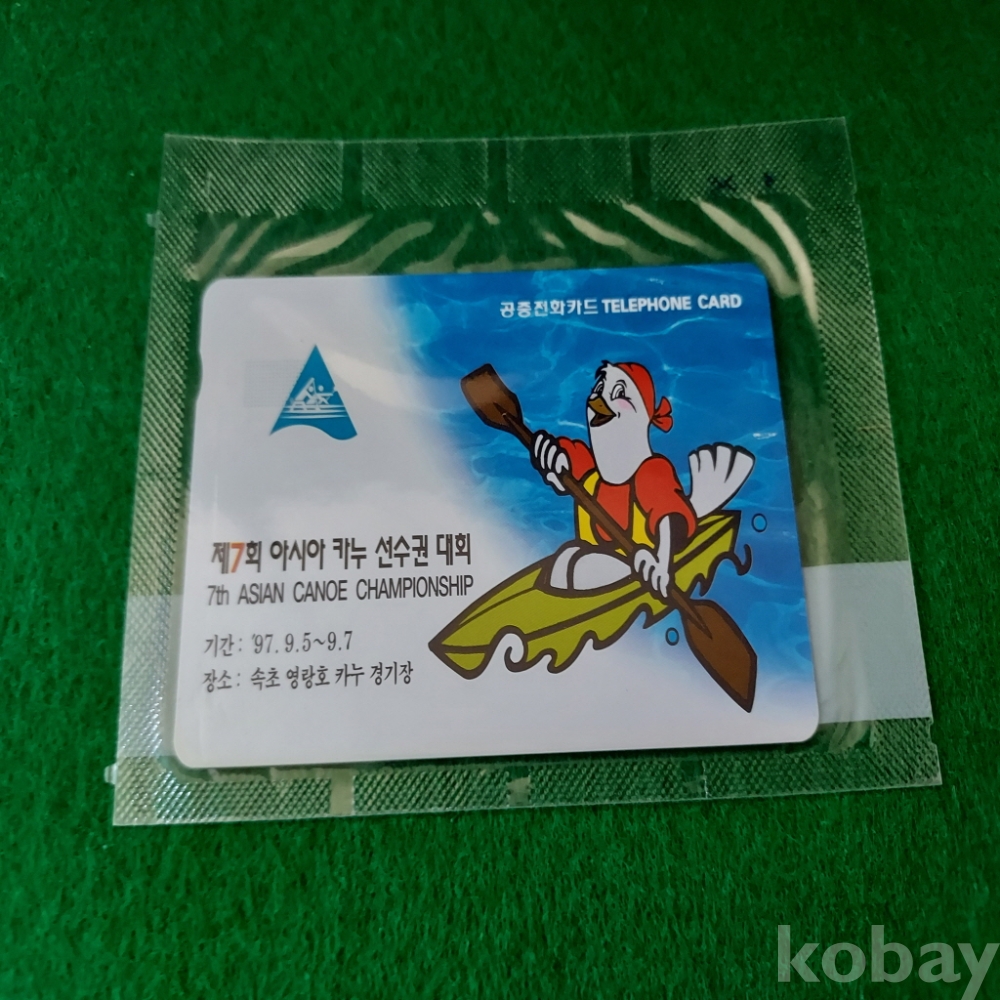 공중전화카드 TELEPHONE CARD
제7회 아시아 카누 선수권 대회
7th ASIAN CANOE CHAMPIONSHIP
기간 : '97. 9.5~9.7
장소 : 속초 영랑호 카누 경기장
kobay